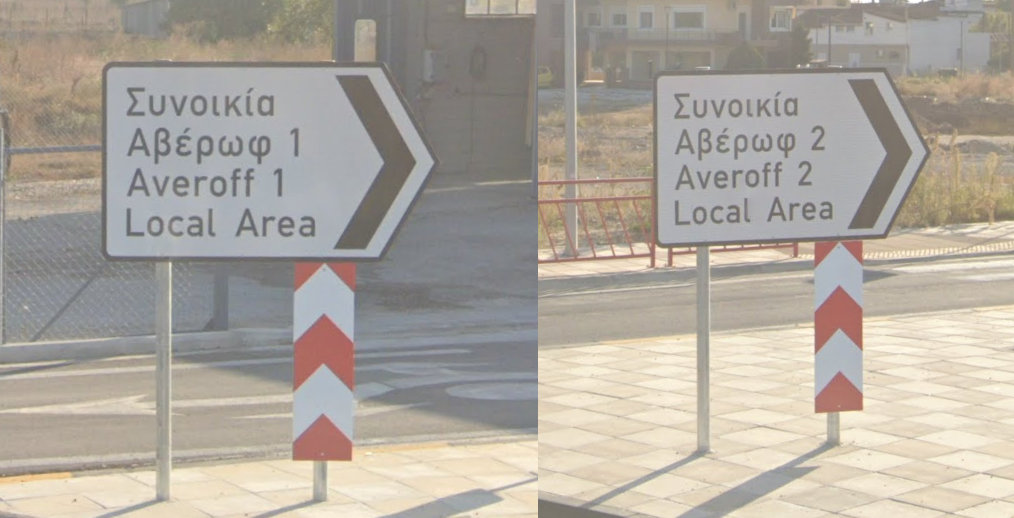 Συνοικία
Αβέρωφ 1
Averoff 1
Local Area
Συνοικία
Αβέρωφ 2
Averoff 2
Local Area